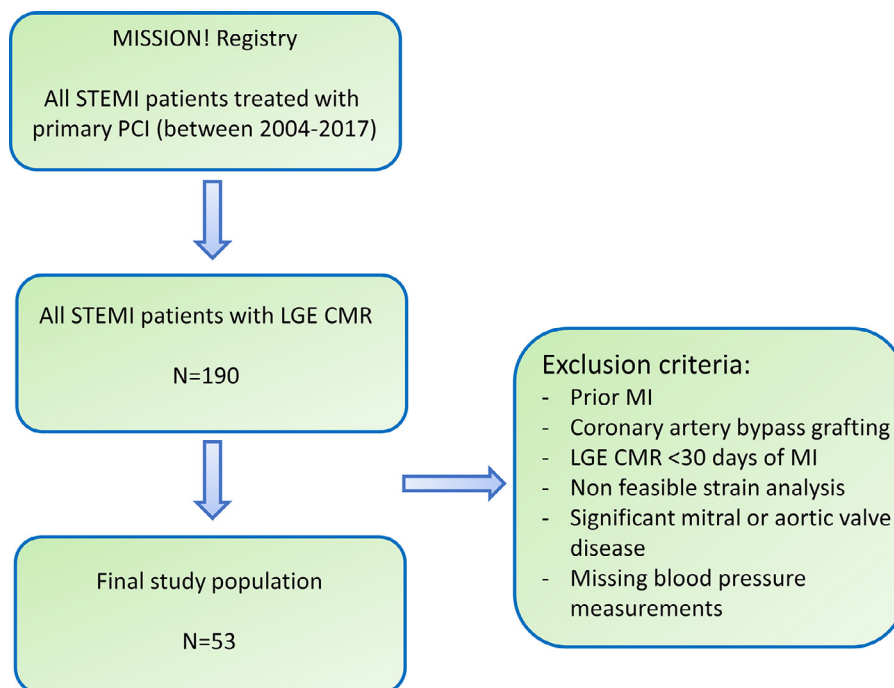 MISSION! Registry
All STEMI patients treated with
primary PCI (between 2004-2017)
All STEMI patients with LGE CMR
N=190
Exclusion criteria:
- Prior MI
- Coronary artery bypass grafting
- LGE CMR <30 days of MI
- Non feasible strain analysis
- Significant mitral or aortic valve
disease
- Missing blood pressure
measurements
Final study population
N=53